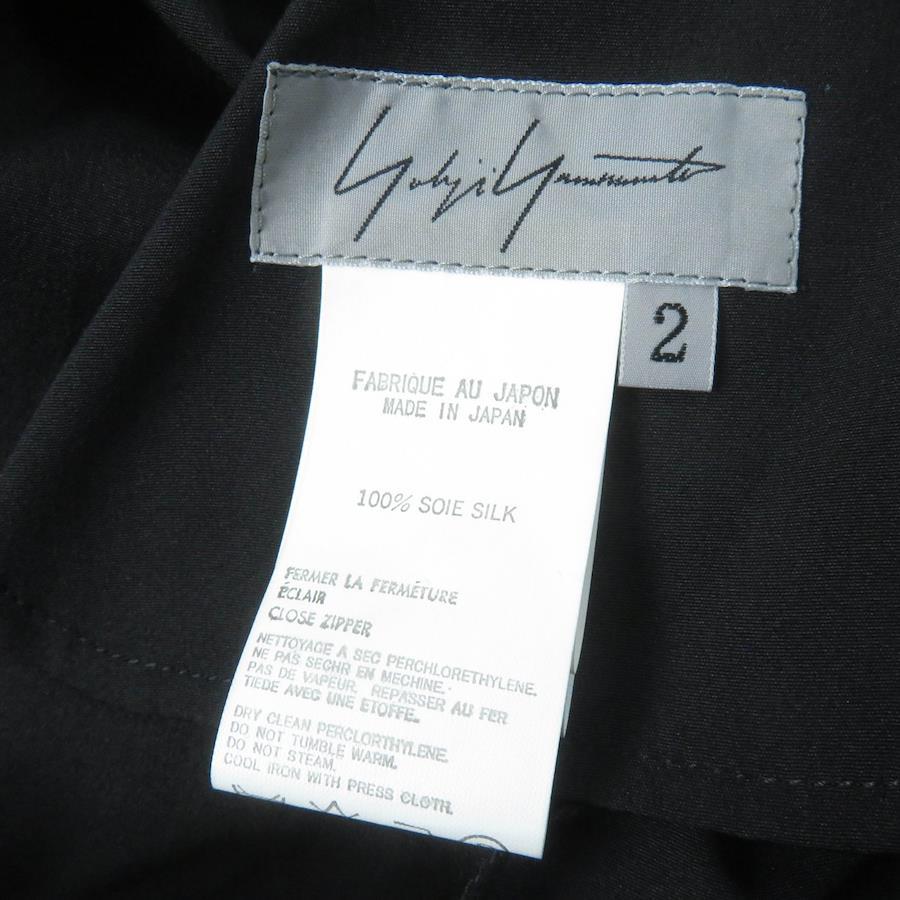 Yohji Yamamoto
2
FABRIQUE AU JAPON
MADE IN JAPAN
100% SOIE SILK
FERMER LA FERMÉTURE
ÉCLAIR
CLOSE ZIPPER
NETTOYAGE A SEC PERCHLORETHYLENE.
NE PAS SECHR EN MECHINE.
PAS DE VAPEUR. REPASSER AU FER
TIEDE AVEC UNE ETOFFE.
DRY CLEAN PERCLORTHYLENE.
DO NOT TUMBLE WARM.
DO NOT STEAM.
COOL IRON WITH PRESS CLOTH.